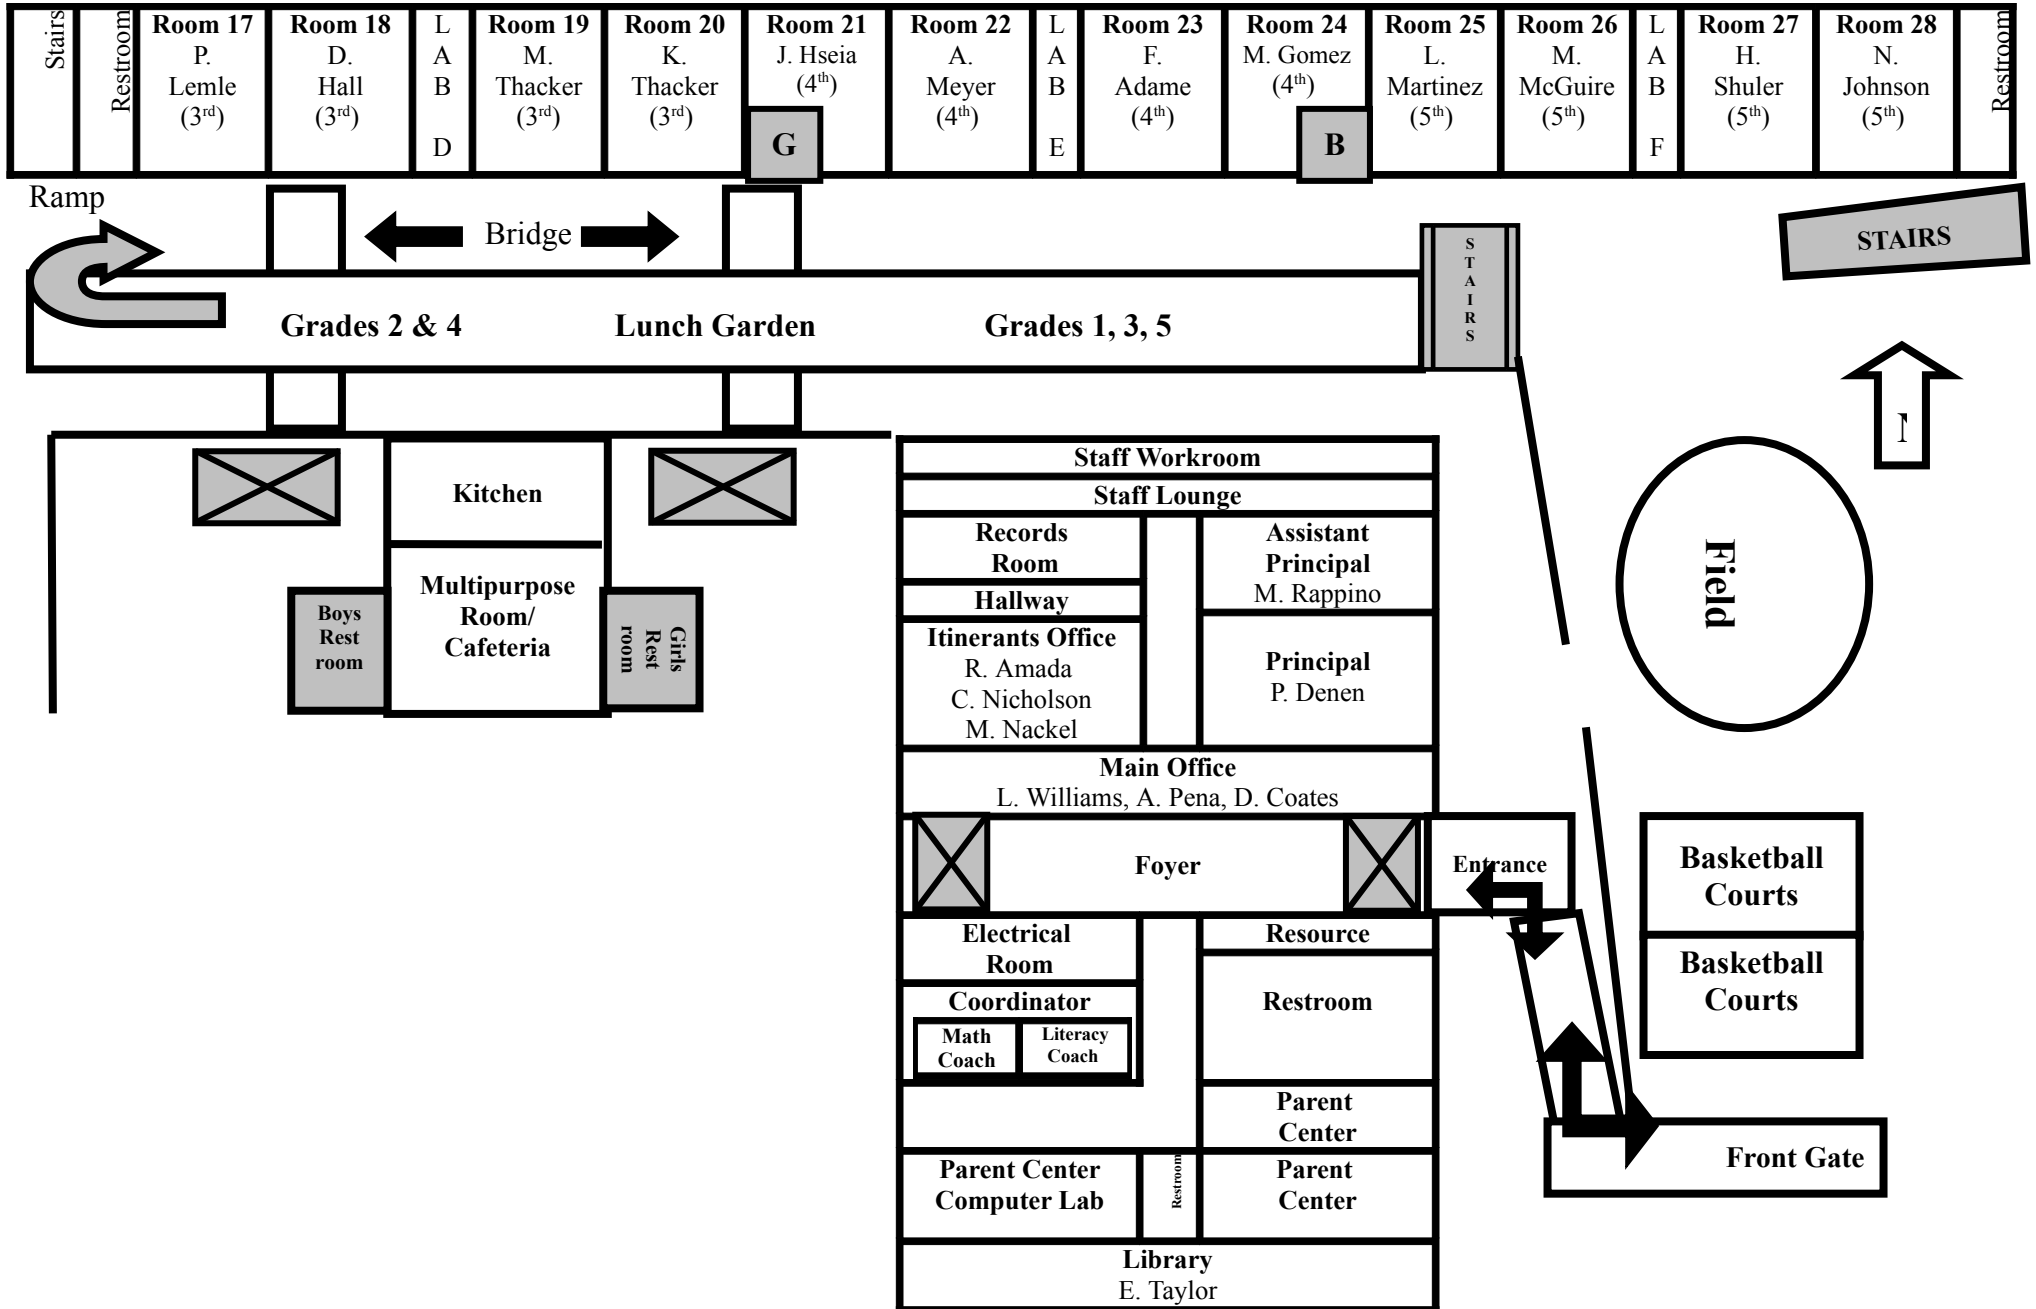 Stairs
Restroom
Room 17
P.
Lemle
(3rd)
Room 18
D.
Hall
(3rd)
L
A
B
D
Room 19
M.
Thacker
(3rd)
Room 20
K.
Thacker
(3rd)
Room 21
J. Hseia
(4th)
G
Room 22
A.
Meyer
(4th)
L
A
B
E
Room 23
F.
Adame
(4th)
Room 24
M. Gomez
(4th)
B
Room 25
L.
Martinez
(5th)
Room 26
M.
McGuire
(5th)
L
A
B
F
Room 27
H.
Shuler
(5th)
Room 28
N.
Johnson
(5th)
Restroom
Ramp
Bridge
STAIRS
Grades 2 & 4
Lunch Garden
Grades 1, 3, 5
S
T
A
I
R
S
Kitchen
Multipurpose
Room/
Cafeteria
Boys
Rest
room
Girls
Rest
room
Staff Workroom
Staff Lounge
Records
Room
Hallway
Itinerants Office
R. Amada
C. Nicholson
M. Nackel
Assistant
Principal
M. Rappino
Principal
P. Denen
Main Office
L. Williams, A. Pena, D. Coates
Foyer
Entrance
Field
Basketball
Courts
Basketball
Courts
Electrical
Room
Coordinator
Math
Coach
Literacy
Coach
Resource
Restroom
Parent
Center
Parent Center
Computer Lab
Restroom
Parent
Center
Front Gate
Library
E. Taylor